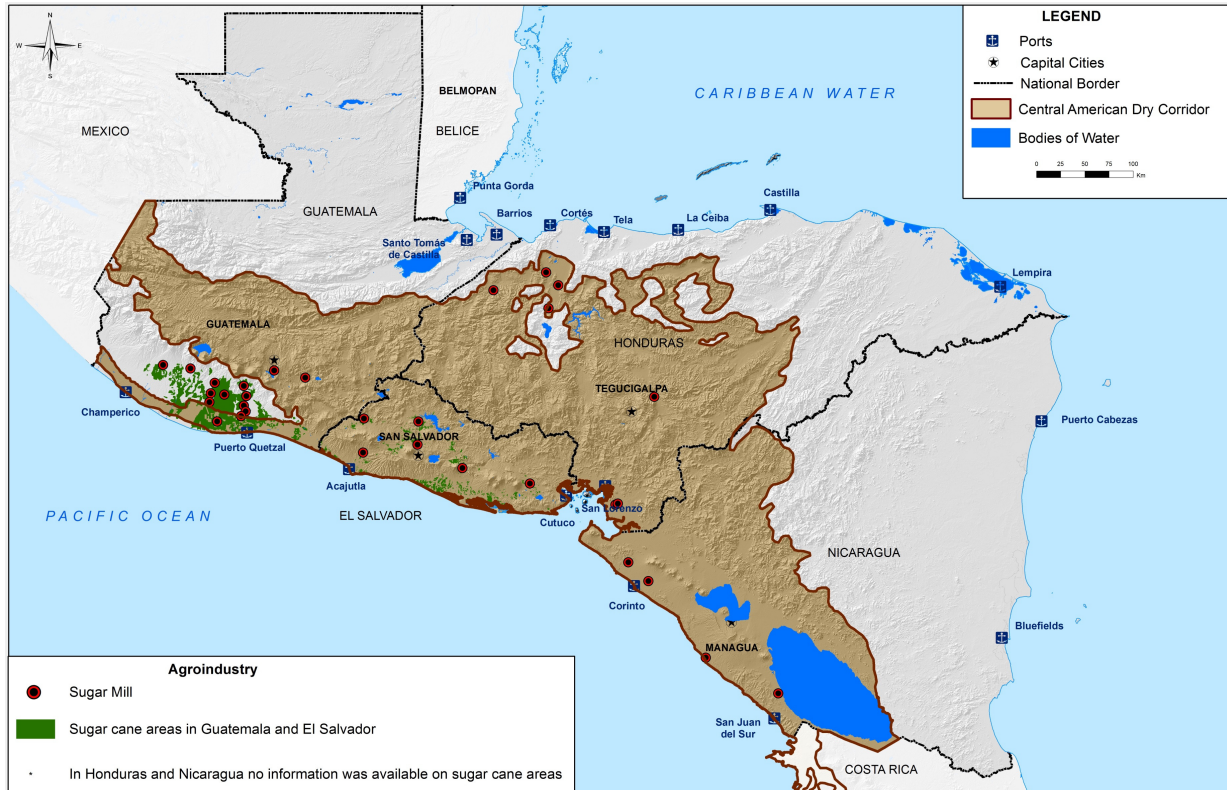 N
W
E
S
LEGEND
Ports
Capital Cities
National Border
Central American Dry Corridor
Bodies of Water
0 25 50 75 100
Km
CARIBBEAN WATER
BELMOPAN
BELICE
MEXICO
GUATEMALA
Punta Gorda
Barrios
Cortés
Tela
La Ceiba
Castilla
Santo Tomás
de Castilla
Lempira
GUATEMALA
HONDURAS
TEGUCIGALPA
Champerico
Puerto Quetzal
SAN SALVADOR
Acajutla
EL SALVADOR
Cutuco
San Lorenzo
Puerto Cabezas
PACIFIC OCEAN
NICARAGUA
Corinto
MANAGUA
Bluefields
San Juan
del Sur
COSTA RICA
Agroindustry
Sugar Mill
Sugar cane areas in Guatemala and El Salvador
* In Honduras and Nicaragua no information was available on sugar cane areas